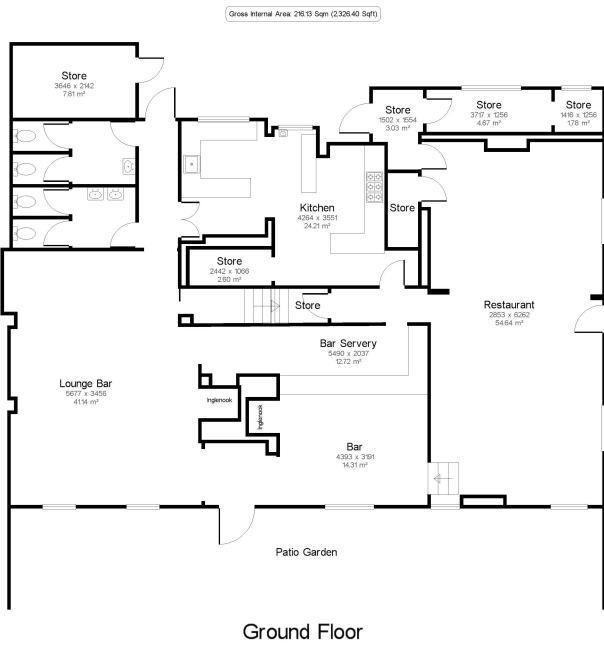 Gross Internal Area: 216.13 Sqm (2,326.40 Sqft)
Store
3646 x 2142
7.81 m²
Store
1502 x 1554
3.03 m²
Store
3717 x 1256
4.67 m²
Store
1416 x 1256
1.78 m²
Kitchen
4264 x 3551
24.21 m²
Store
Store
2442 x 1066
2.60 m²
Store
Restaurant
2853 x 6262
54.64 m²
Bar Servery
5490 x 2037
12.72 m²
Lounge Bar
5677 x 3456
41.14 m²
Inglenook
Inglenook
Bar
4393 x 3191
14.31 m²
Patio Garden
Ground Floor